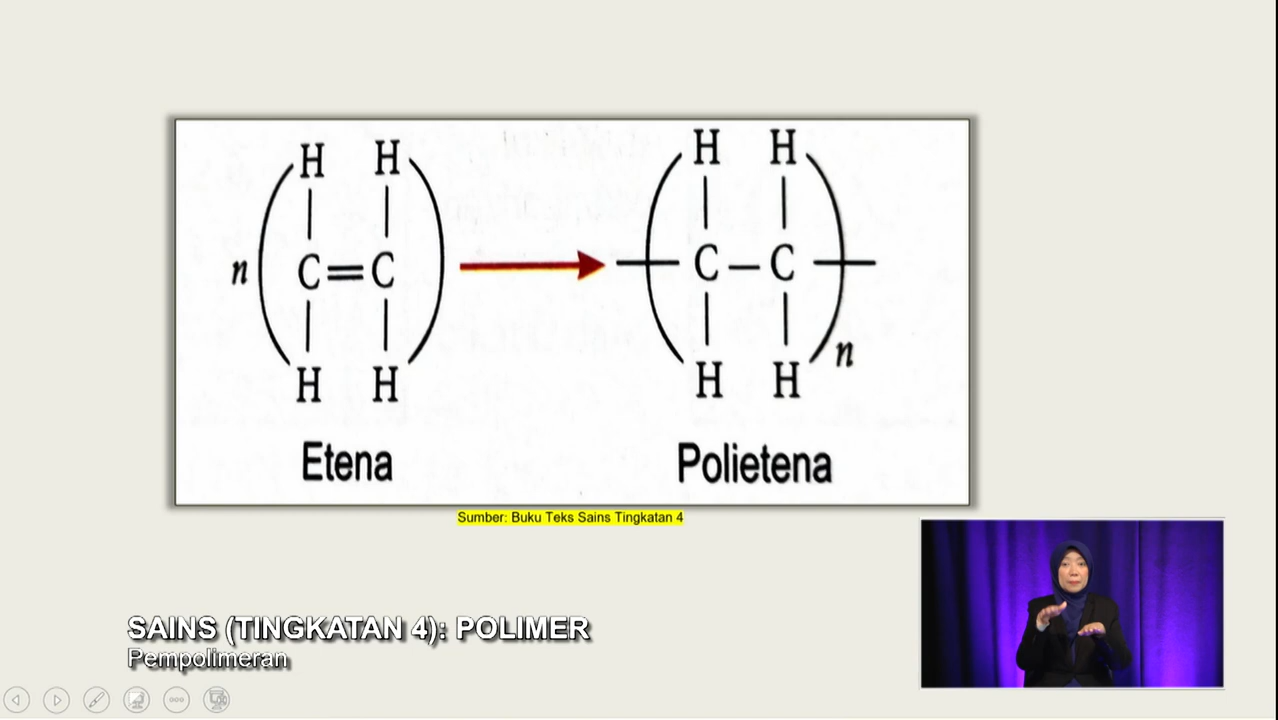 H H H H
n C=C C–C
H H H H n
Etena Polietena
Sumber: Buku Teks Sains Tingkatan 4
SAINS (TINGKATAN 4): POLIMER
Pempolimeran